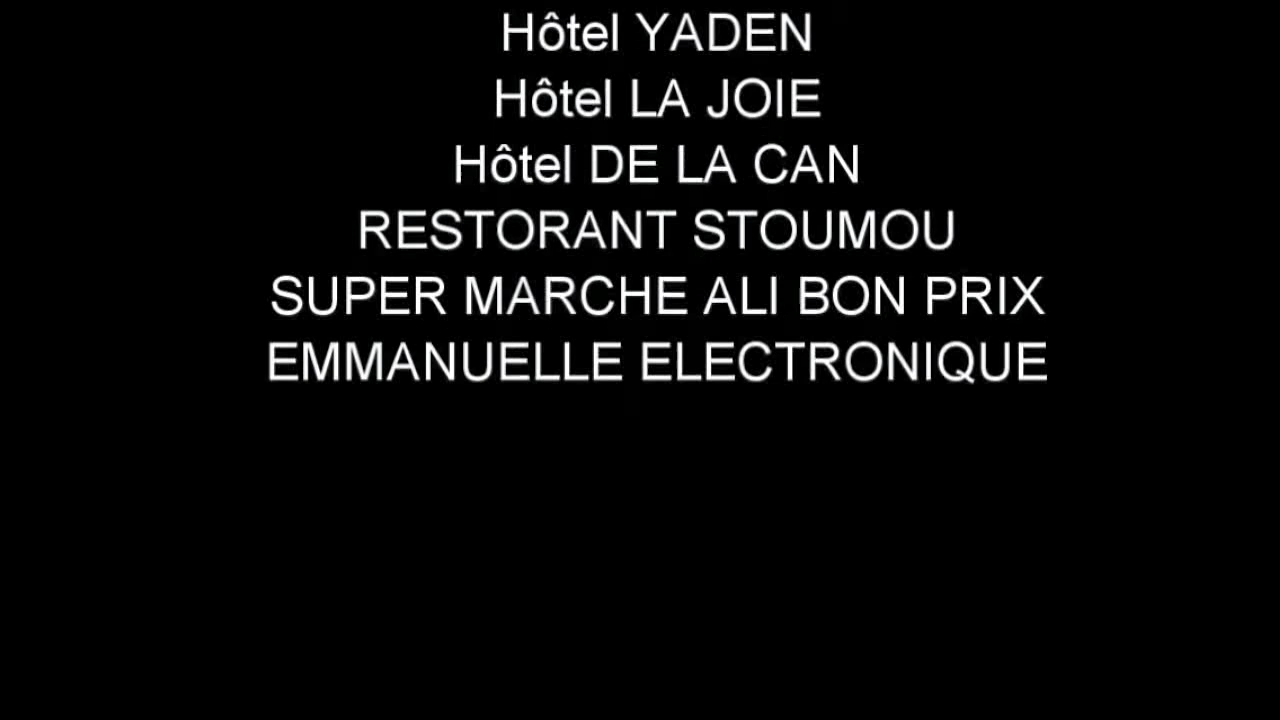 Hôtel YADEN
Hôtel LA JOIE
Hôtel DE LA CAN
RESTORANT STOUMOU
SUPER MARCHE ALI BON PRIX
EMMANUELLE ELECTRONIQUE